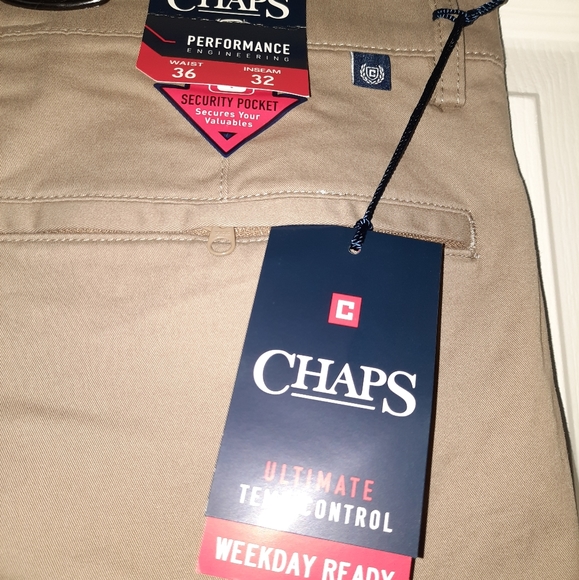 CHAPS
PERFORMANCE
ENGINEERING
WAIST INSEAM
36 32
SECURITY POCKET
Secures Your
Valuables
C
C
CHAPS
ULTIMATE
TEMP CONTROL
WEEKDAY READY